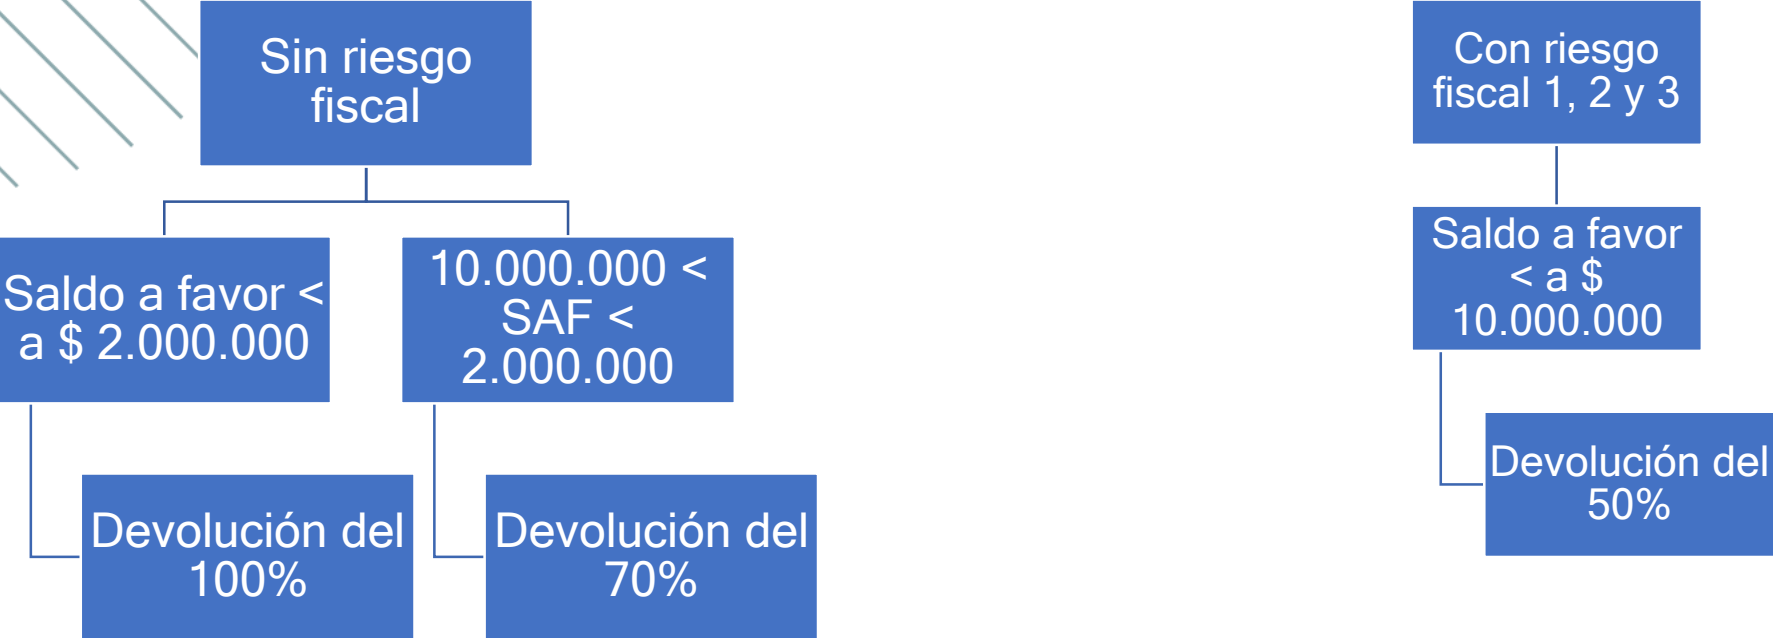 Sin riesgo
fiscal
Saldo a favor <
a $ 2.000.000
Devolución del
100%
10.000.000 <
SAF <
2.000.000
Devolución del
70%
Con riesgo
fiscal 1, 2 y 3
Saldo a favor
< a $
10.000.000
Devolución del
50%